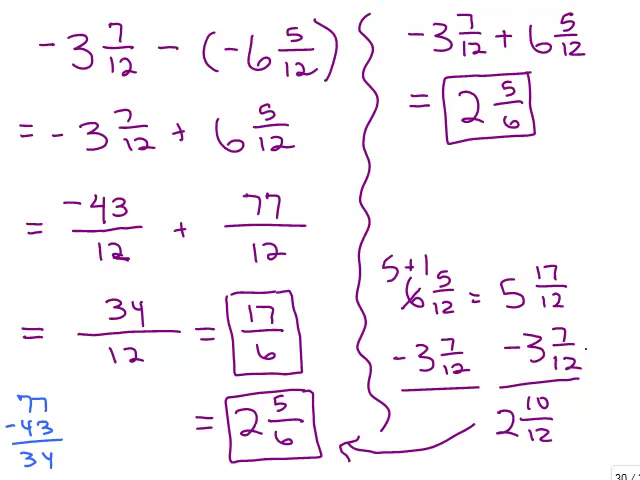 -3 7/12 - (-6 5/12)
= -3 7/12 + 6 5/12
= -43/12 + 77/12
= 34/12 = 17/6
= 2 5/6
77
-43
34
-3 7/12 + 6 5/12
= 2 5/6
5+1
6 5/12 = 5 17/12
-3 7/12 -3 7/12
2 10/12